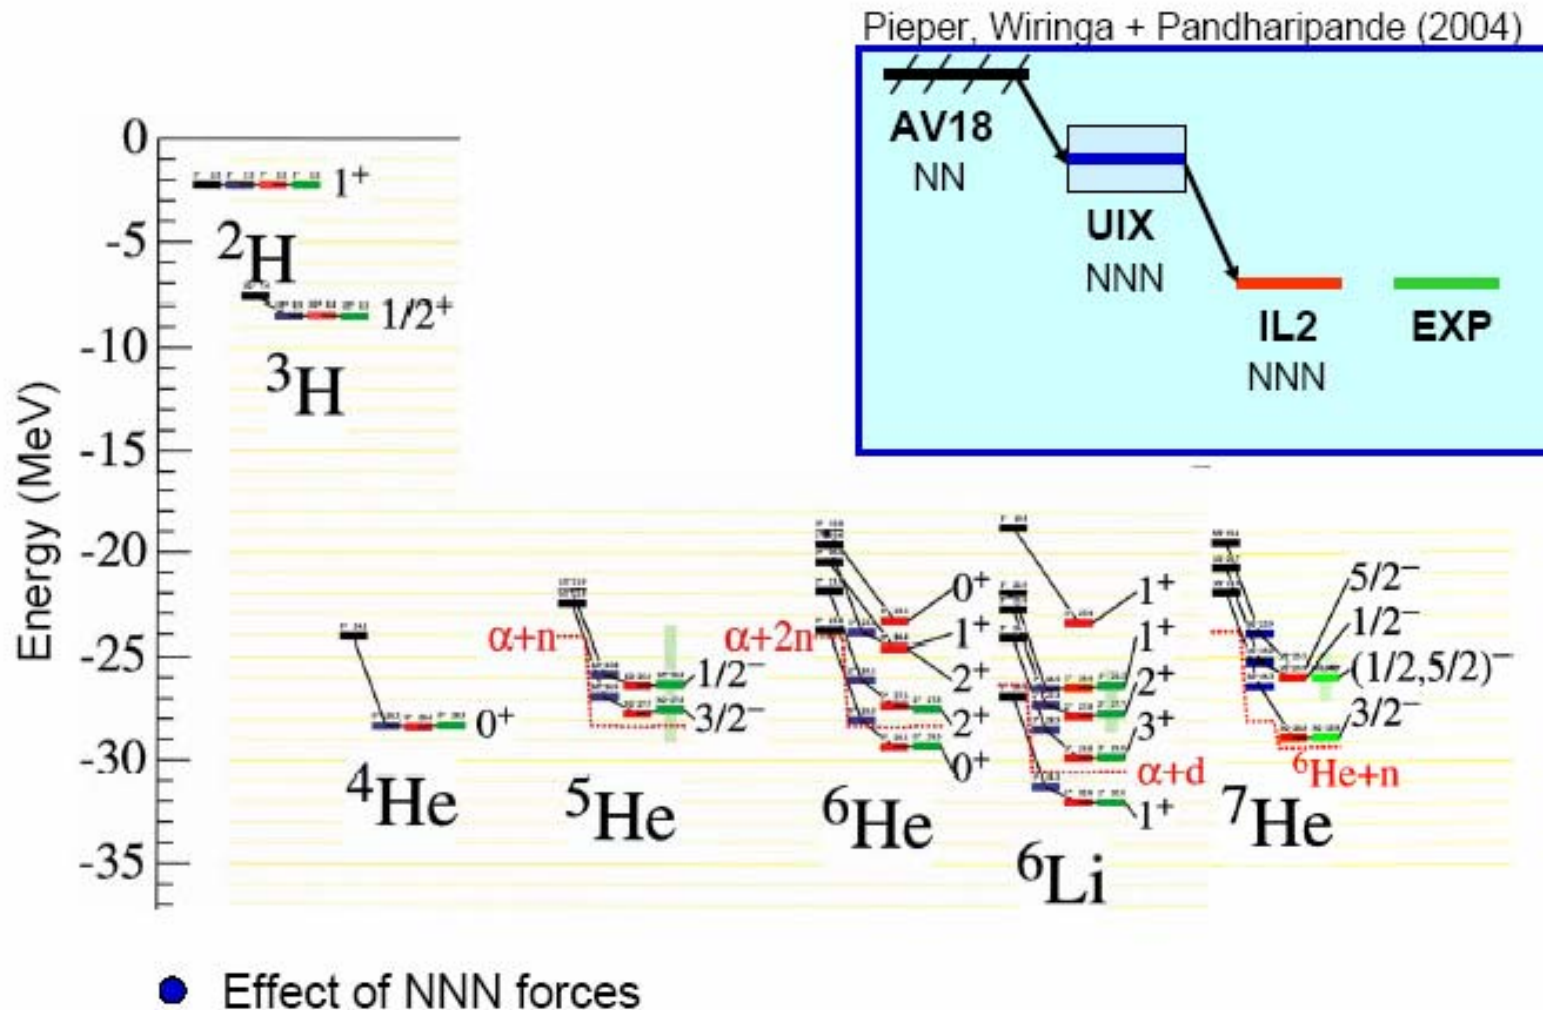 Pieper, Wiringa + Pandharipande (2004)
AV18
NN
UIX
NNN
IL2
NNN
EXP
Energy (MeV)
0
-5
-10
-15
-20
-25
-30
-35
1⁺
²H
1/2⁺
³H
0⁺
⁴He
α+n
1/2⁻
3/2⁻
⁵He
α+2n
0⁺
1⁺
2⁺
2⁺
0⁺
⁶He
1⁺
1⁺
2⁺
3⁺
α+d
1⁺
⁶Li
5/2⁻
1/2⁻
(1/2,5/2)⁻
3/2⁻
⁶He+n
⁷He
Effect of NNN forces